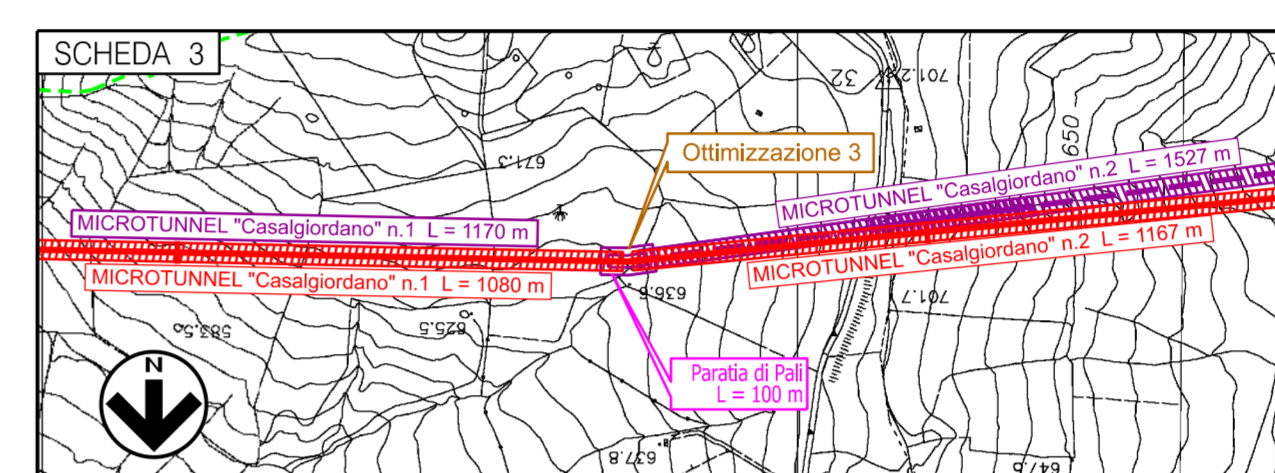 SCHEDA 3
32
701.2
650
671.3
Ottimizzazione 3
MICROTUNNEL "Casalgiordano" n.2 L = 1527 m
MICROTUNNEL "Casalgiordano" n.1 L = 1170 m
MICROTUNNEL "Casalgiordano" n.2 L = 1167 m
MICROTUNNEL "Casalgiordano" n.1 L = 1080 m
636.6
701.7
583.5
625.5
N
Paratia di Pali
L = 100 m
637.8